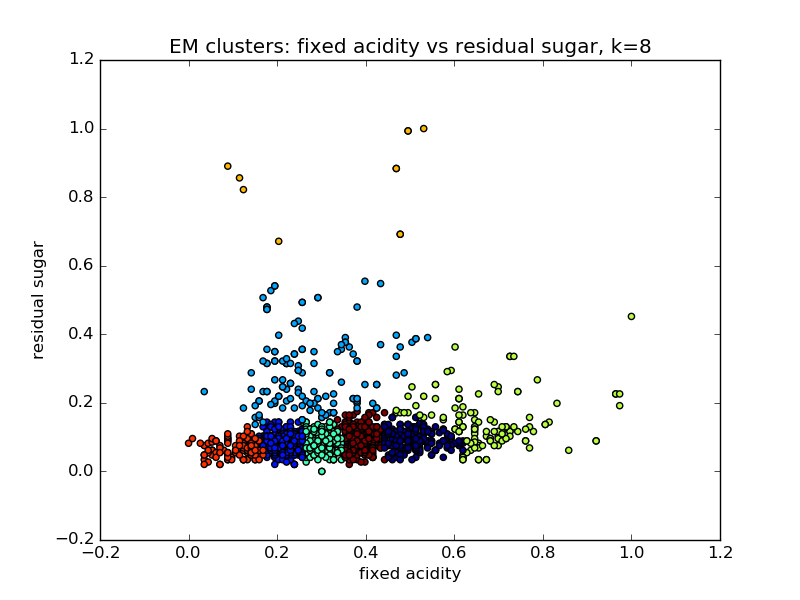 EM clusters: fixed acidity vs residual sugar, k=8
1.2
1.0
0.8
0.6
0.4
0.2
0.0
−0.2
residual sugar
−0.2 0.0 0.2 0.4 0.6 0.8 1.0 1.2
fixed acidity